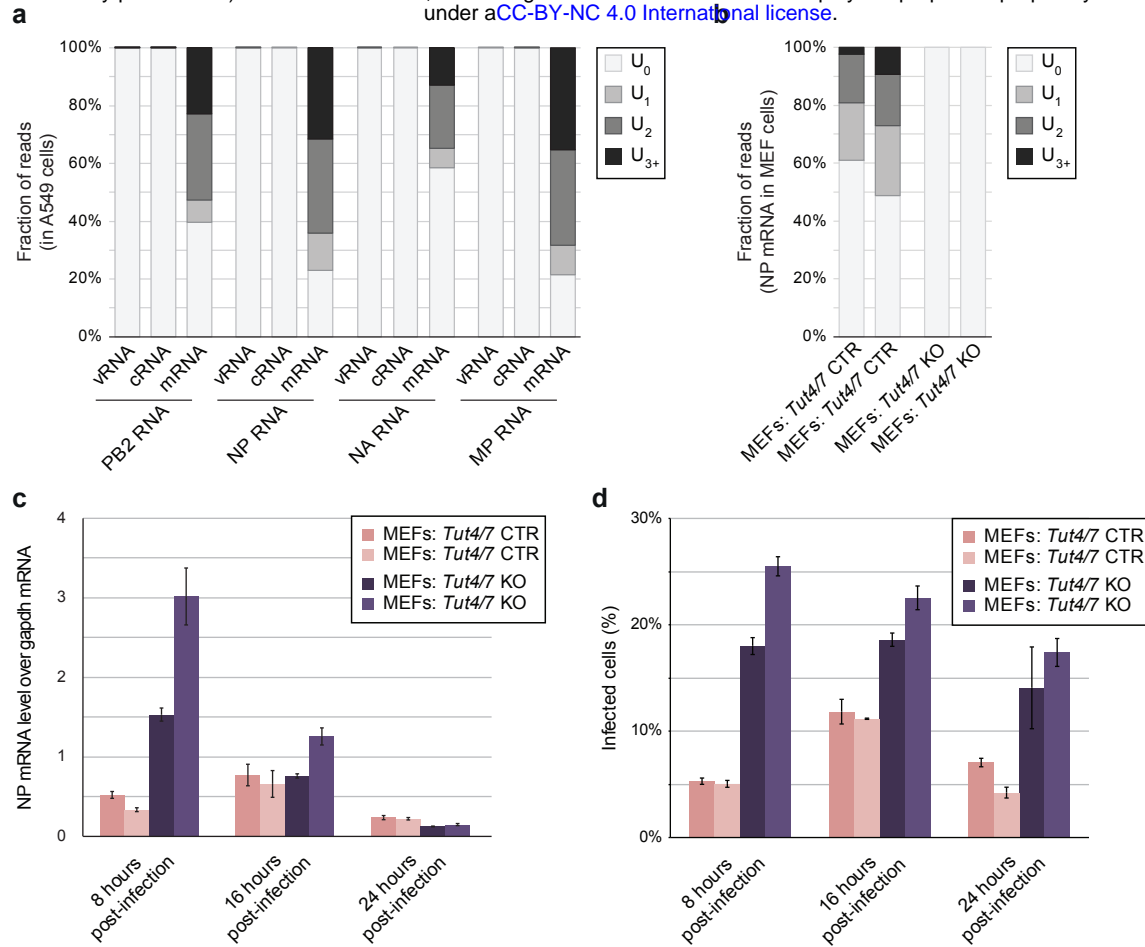 under aCC-BY-NC 4.0 International license.
a
100%
80%
60%
40%
20%
0%
Fraction of reads
(in A549 cells)
U0
U1
U2
U3+
vRNA
cRNA
mRNA
vRNA
cRNA
mRNA
vRNA
cRNA
mRNA
vRNA
cRNA
mRNA
PB2 RNA
NP RNA
NA RNA
MP RNA
b
100%
80%
60%
40%
20%
0%
Fraction of reads
(NP mRNA in MEF cells)
U0
U1
U2
U3+
MEFs: Tut4/7 CTR
MEFs: Tut4/7 CTR
MEFs: Tut4/7 KO
MEFs: Tut4/7 KO
c
4
3
2
1
0
NP mRNA level over gapdh mRNA
MEFs: Tut4/7 CTR
MEFs: Tut4/7 CTR
MEFs: Tut4/7 KO
MEFs: Tut4/7 KO
8 hours
post-infection
16 hours
post-infection
24 hours
post-infection
d
30%
20%
10%
0%
Infected cells (%)
MEFs: Tut4/7 CTR
MEFs: Tut4/7 CTR
MEFs: Tut4/7 KO
MEFs: Tut4/7 KO
8 hours
post-infection
16 hours
post-infection
24 hours
post-infection